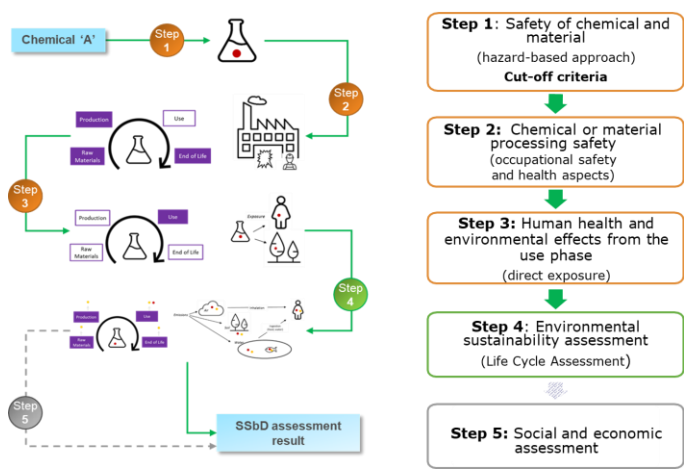 Chemical 'A'
Step
1
Step
2
Production
Use
Raw
Materials
End of Life
Step
3
Production
Use
Raw
Materials
End of Life
Exposure
Step
4
Production
Use
Raw
Materials
End of Life
Step
5
SSbD assessment
result
Step 1: Safety of chemical and
material
(hazard-based approach)
Cut-off criteria
Step 2: Chemical or material
processing safety
(occupational safety
and health aspects)
Step 3: Human health and
environmental effects from the
use phase
(direct exposure)
Step 4: Environmental
sustainability assessment
(Life Cycle Assessment)
Step 5: Social and economic
assessment